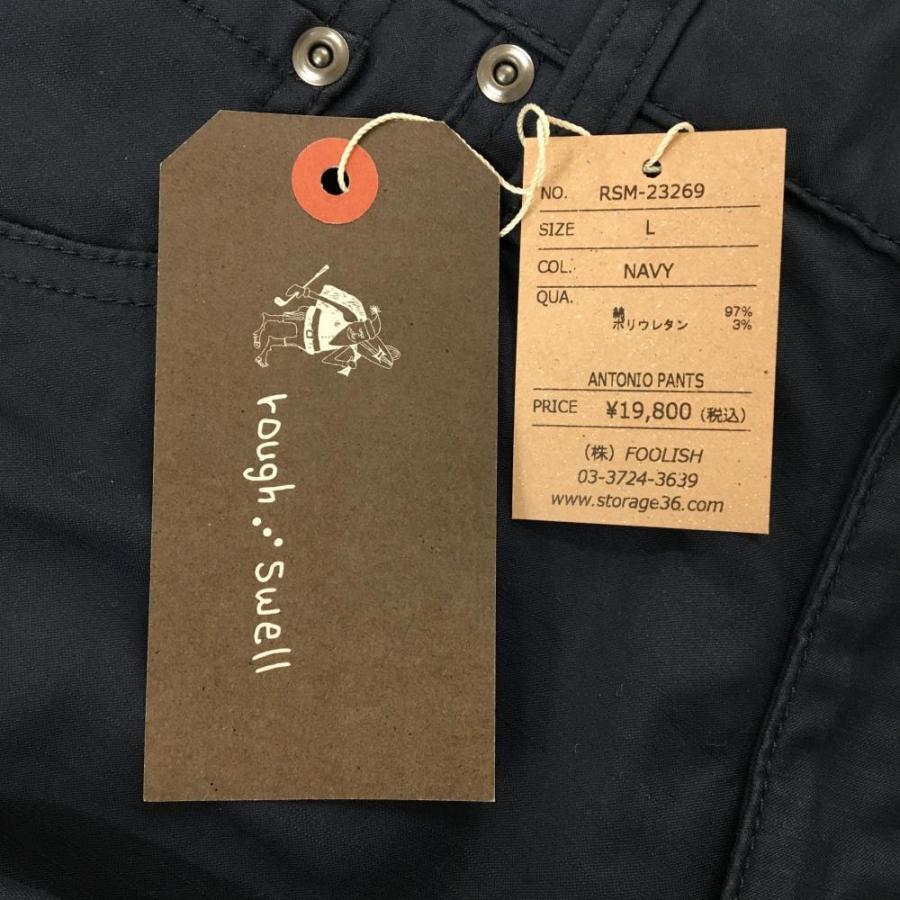 rough∴swell
NO. RSM-23269
SIZE L
COL. NAVY
QUA.
綿 97%
ポリウレタン 3%
ANTONIO PANTS
PRICE ¥19,800（税込）
（株）FOOLISH
03-3724-3639
www.storage36.com